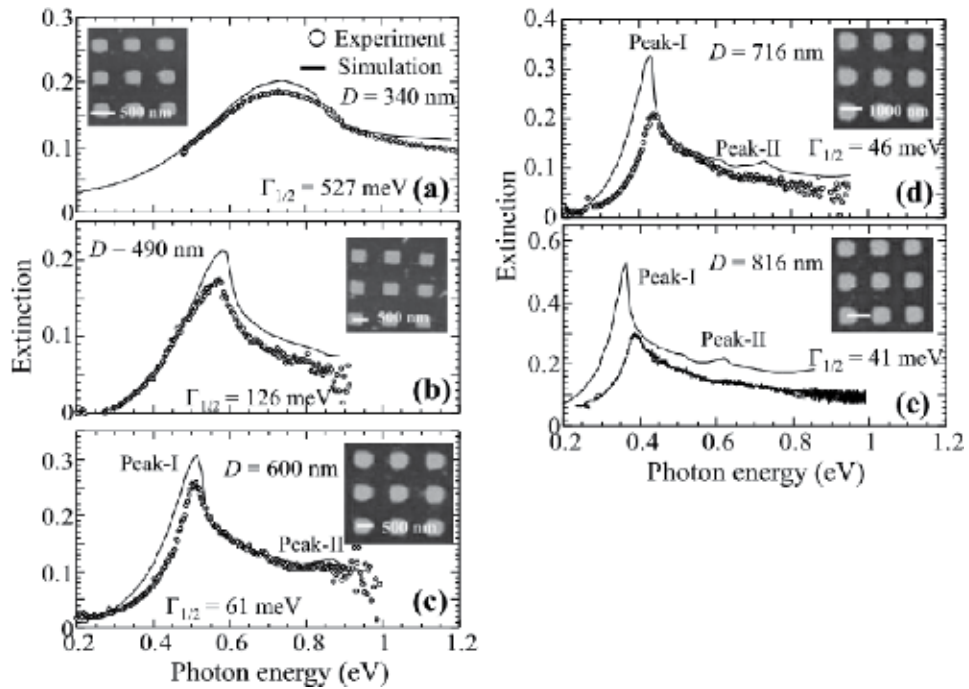 0.3
0.2
0.1
0
500 nm
Experiment
Simulation
D = 340 nm
Γ1/2 = 527 meV
(a)
0.2
0.1
0
D − 490 nm
500 nm
Γ1/2 = 126 meV
(b)
Extinction
0.3
0.2
0.1
0
Peak-I
D = 600 nm
500 nm
Peak-II
Γ1/2 = 61 meV
(c)
0.2 0.4 0.6 0.8 1 1.2
Photon energy (eV)
0.4
0.3
0.2
0.1
0
Peak-I
D = 716 nm
1000 nm
Peak-II
Γ1/2 = 46 meV
(d)
Extinction
0.6
0.4
0.2
Peak-I
D = 816 nm
Peak-II
Γ1/2 = 41 meV
(c)
0.2 0.4 0.6 0.8 1 1.2
Photon energy (eV)